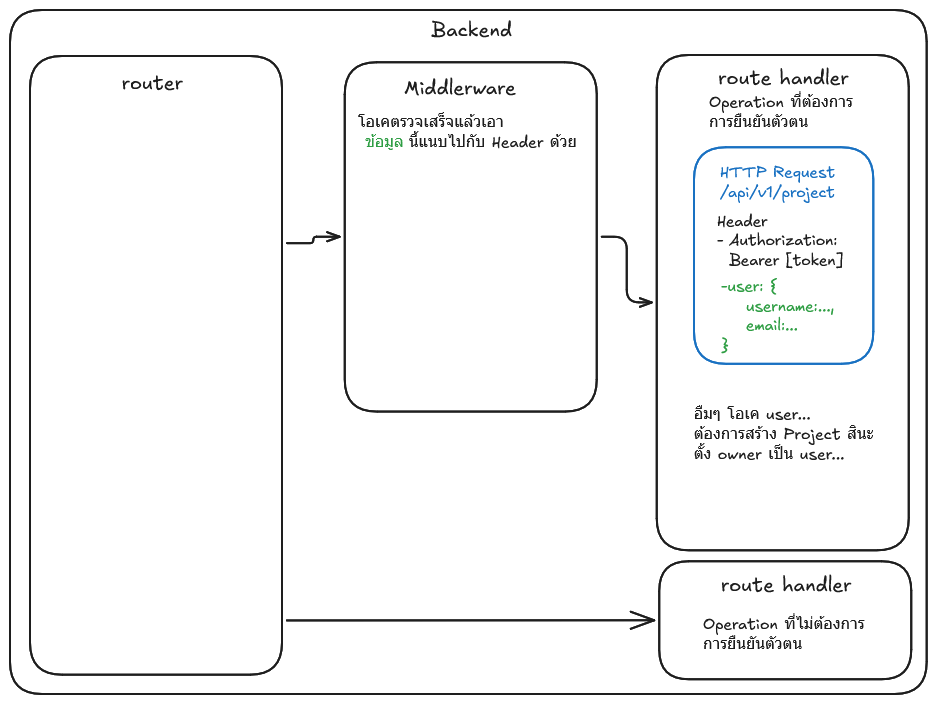 Backend
router
Middlerware
โอเคตรวจเสร็จแล้วเอา
ข้อมูล นี้แนบไปกับ Header ด้วย
route handler
Operation ที่ต้องการ
การยืนยันตัวตน
HTTP Request
/api/v1/project
Header
- Authorization:
Bearer [token]
-user: {
username:...,
email:...
}
อืมๆ โอเค user...
ต้องการสร้าง Project สินะ
ตั้ง owner เป็น user...
route handler
Operation ที่ไม่ต้องการ
การยืนยันตัวตน